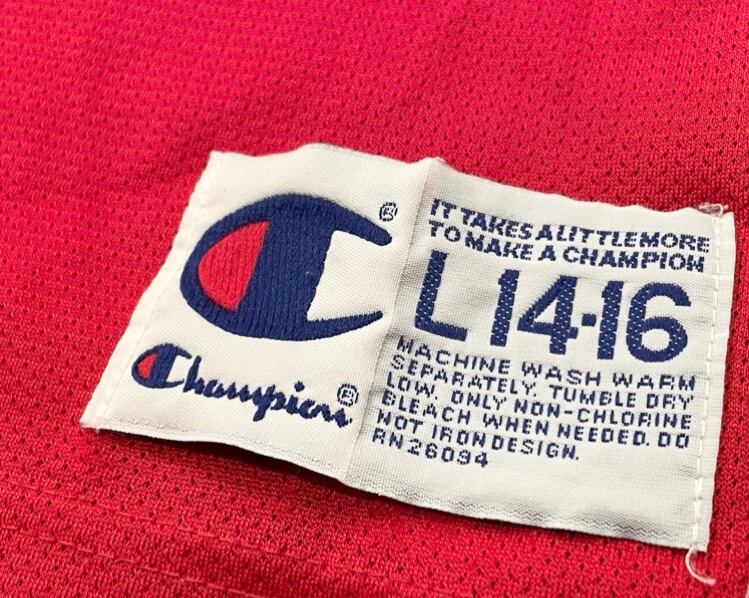 ®
Champion®
IT TAKES A LITTLE MORE
TO MAKE A CHAMPION
L 14-16
MACHINE WASH WARM
SEPARATELY. TUMBLE DRY
LOW. ONLY NON-CHLORINE
BLEACH WHEN NEEDED. DO
NOT IRON DESIGN.
RN 26094